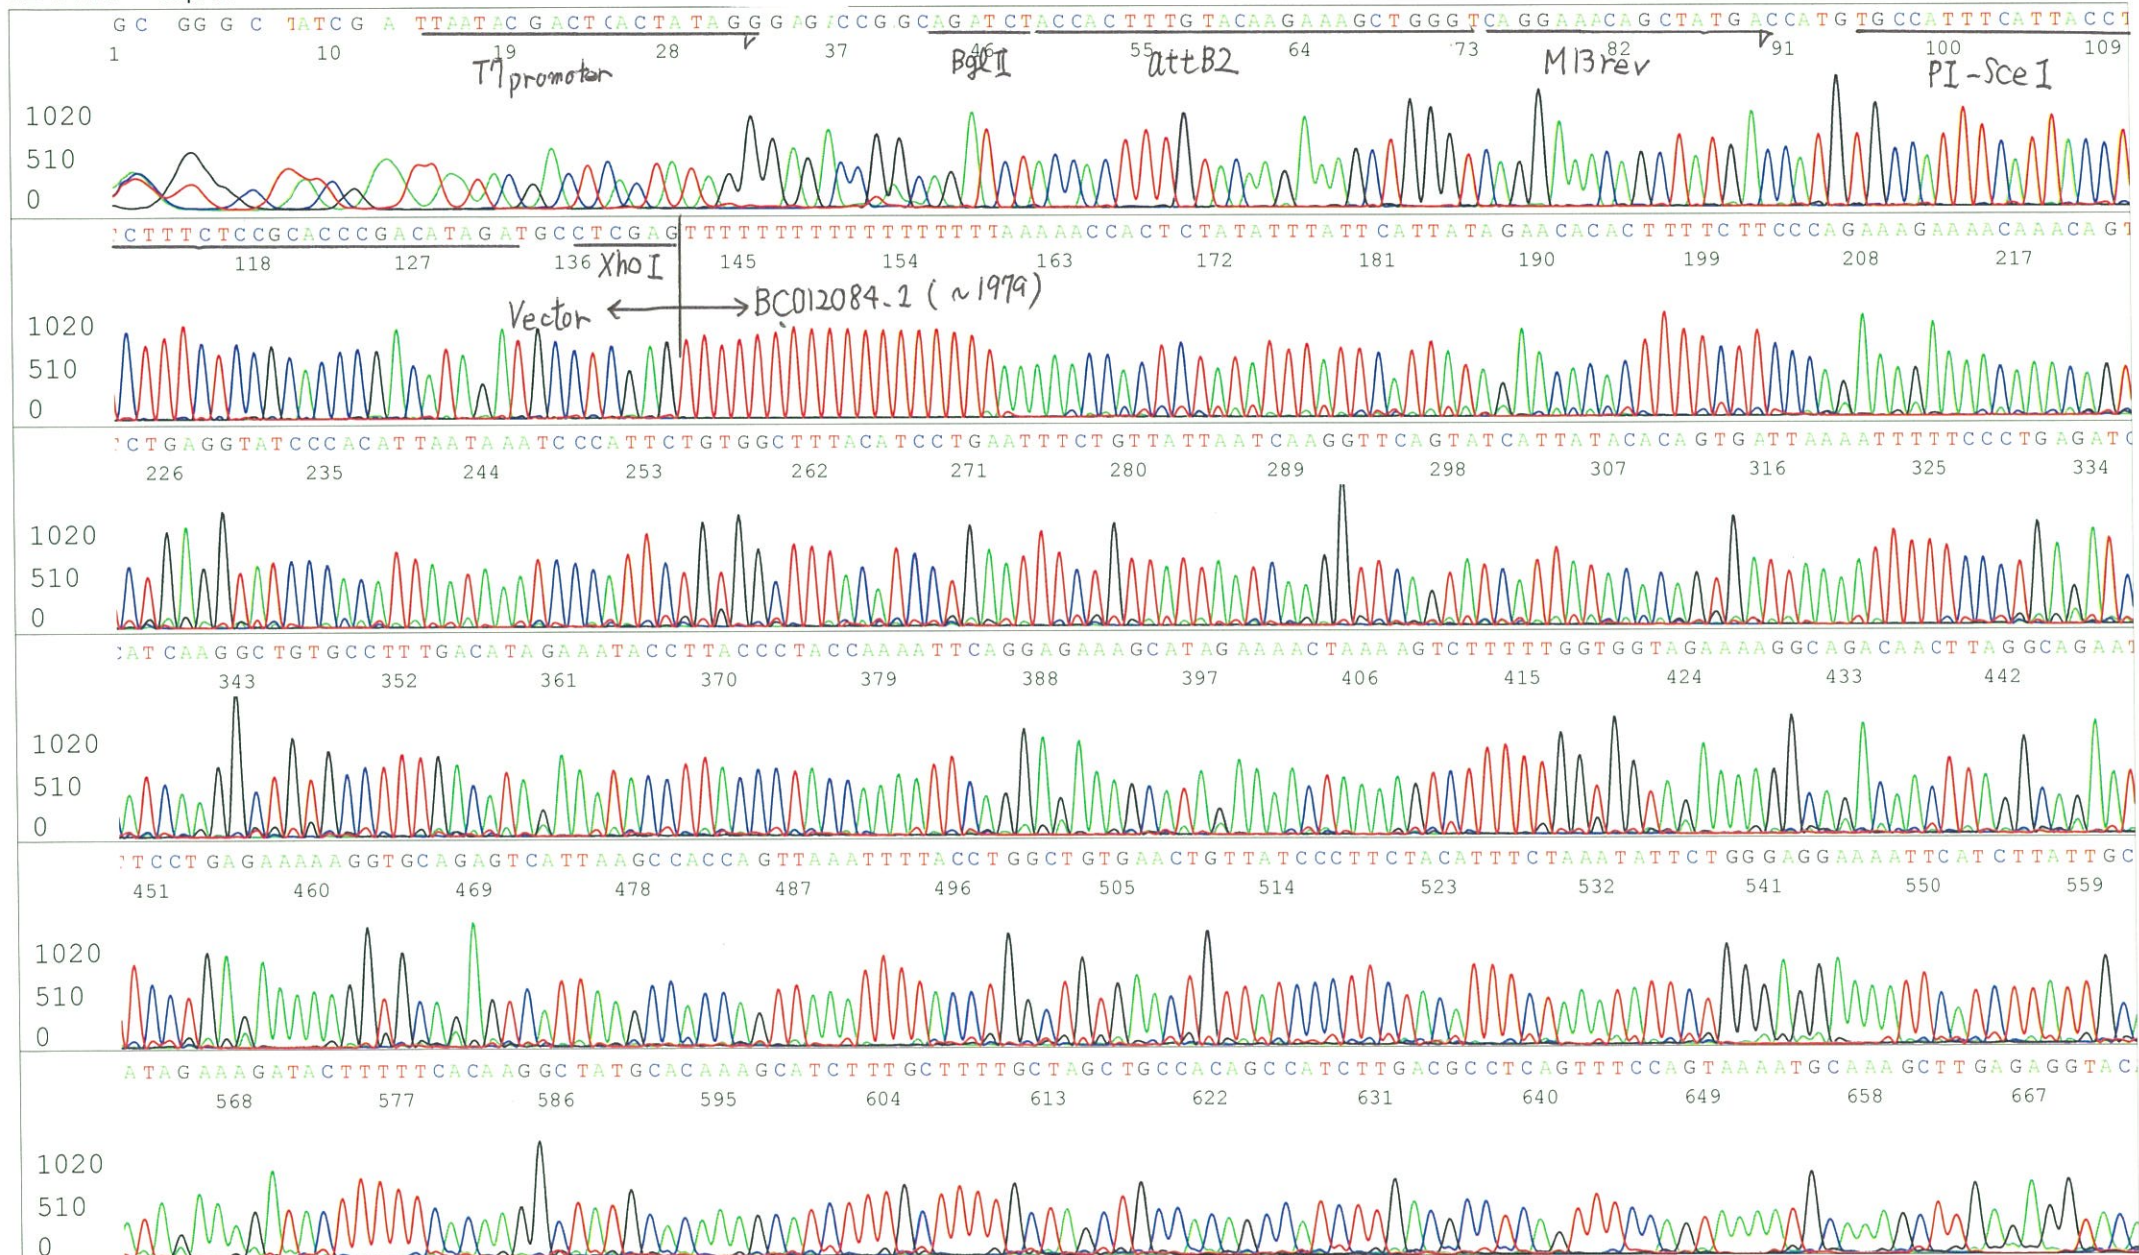 GC GGGC TATCG A TTAATACGACTCACTATAGGGAGACCGGCAGATCTACCACTTTGTACAAGAAAGCTGGGTCAGGAAACAGCTATGACCATGTGCCATTTCATTACCT
1 10 19 28 37 46 55 64 73 82 91 100 109
T7 promoter BglII attB2 M13rev PI-SceI
1020
510
0
CTTTCTCCGCACCCGACATAGATGCCTCGAGTTTTTTTTTTTTTTTTTTAAAAACCACTCTATATTTATTCATTATAGAACACACTTTTCTTCCCAGAAAGAAAACAAACAGT
118 127 136 XhoI 145 154 163 172 181 190 199 208 217
Vector BC012084.1 (~1979)
1020
510
0
CTGAGGTATCCCACATTAATAAATCCCATTCTGTGGCTTTACATCCTGAATTTCTGTTATTAATCAAGGTTCAGTATCATTATACACAGTGATTAAAATTTTTCCCTGAGATC
226 235 244 253 262 271 280 289 298 307 316 325 334
1020
510
0
ATCAAGGCTGTGCCTTTGACATAGAAATACCTTACCCTACCAAAATTCAGGAGAAAGCATAGAAAACTAAAAGTCTTTTTGGTGGTAGAAAAGGCAGACAACTTAGGCAGAAT
343 352 361 370 379 388 397 406 415 424 433 442
1020
510
0
TCCTGAGAAAAAGGTGCAGAGTCATTAAGCCACCAGTTAAATTTTACCTGGCTGTGAACTGTTATCCCTTCTACATTTCTAAATATTCTGGGAGGAAAATTCATCTTATTGC
451 460 469 478 487 496 505 514 523 532 541 550 559
1020
510
0
ATAGAAAGATACTTTTTCACAAGGCTATGCACAAAGCATCTTTGCTTTTGCTAGCTGCCACAGCCATCTTGACGCCTCAGTTTCCAGTAAAATGCAAAGCTTGAGAGGTAC
568 577 586 595 604 613 622 631 640 649 658 667
1020
510
0